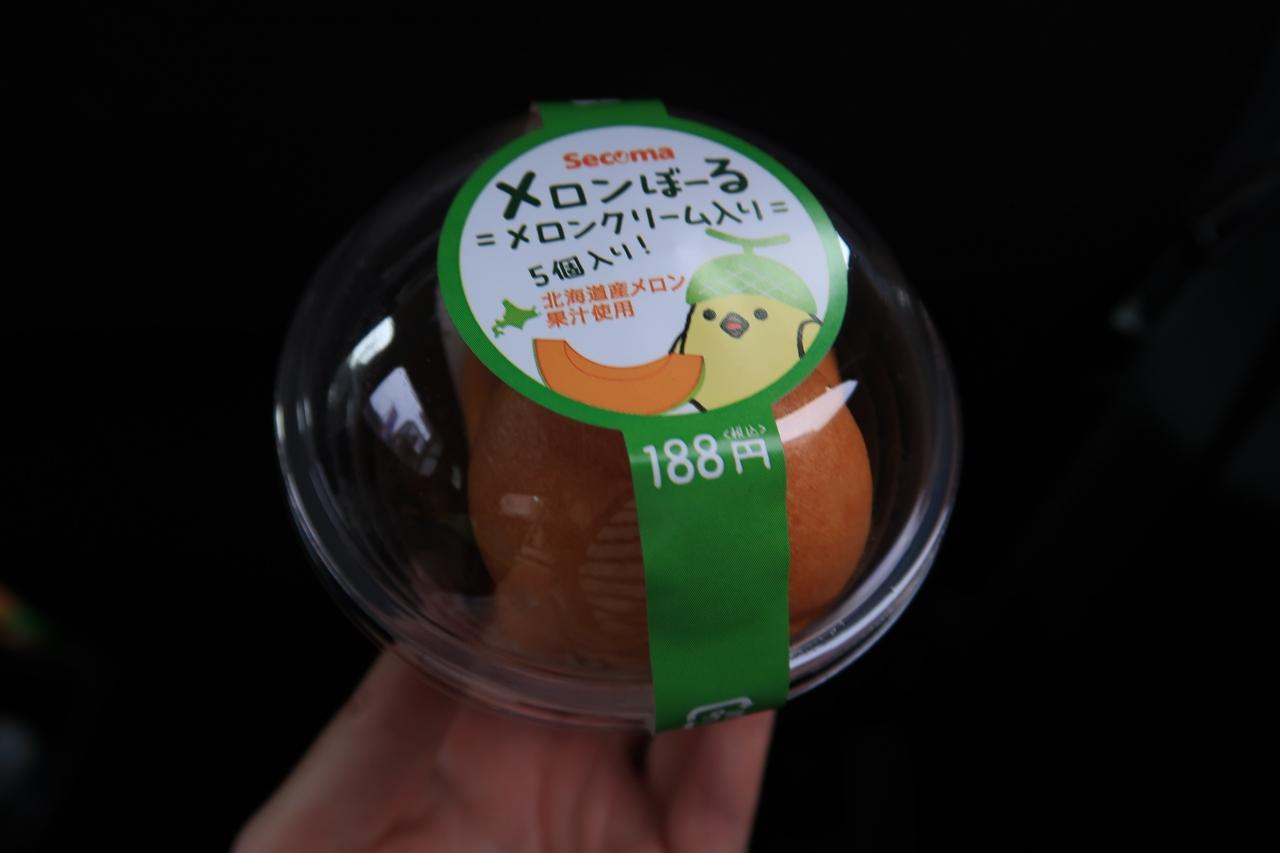 Secoma
メロンぼーる
=メロンクリーム入り=
5個入り!
北海道産メロン
果汁使用
<税込>
188円